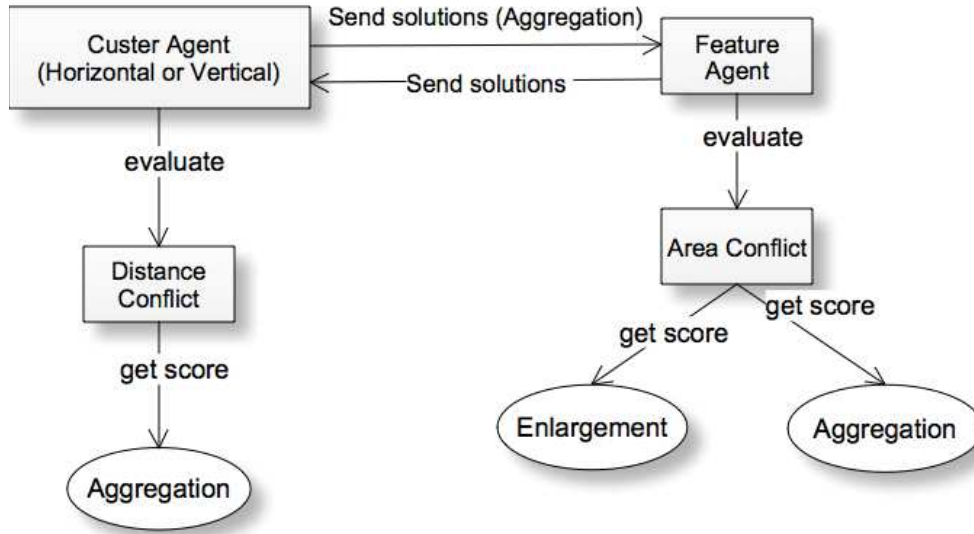 Custer Agent
(Horizontal or Vertical)
Send solutions (Aggregation)
Send solutions
Feature
Agent
evaluate
evaluate
Distance
Conflict
Area Conflict
get score
get score
get score
Aggregation
Enlargement
Aggregation